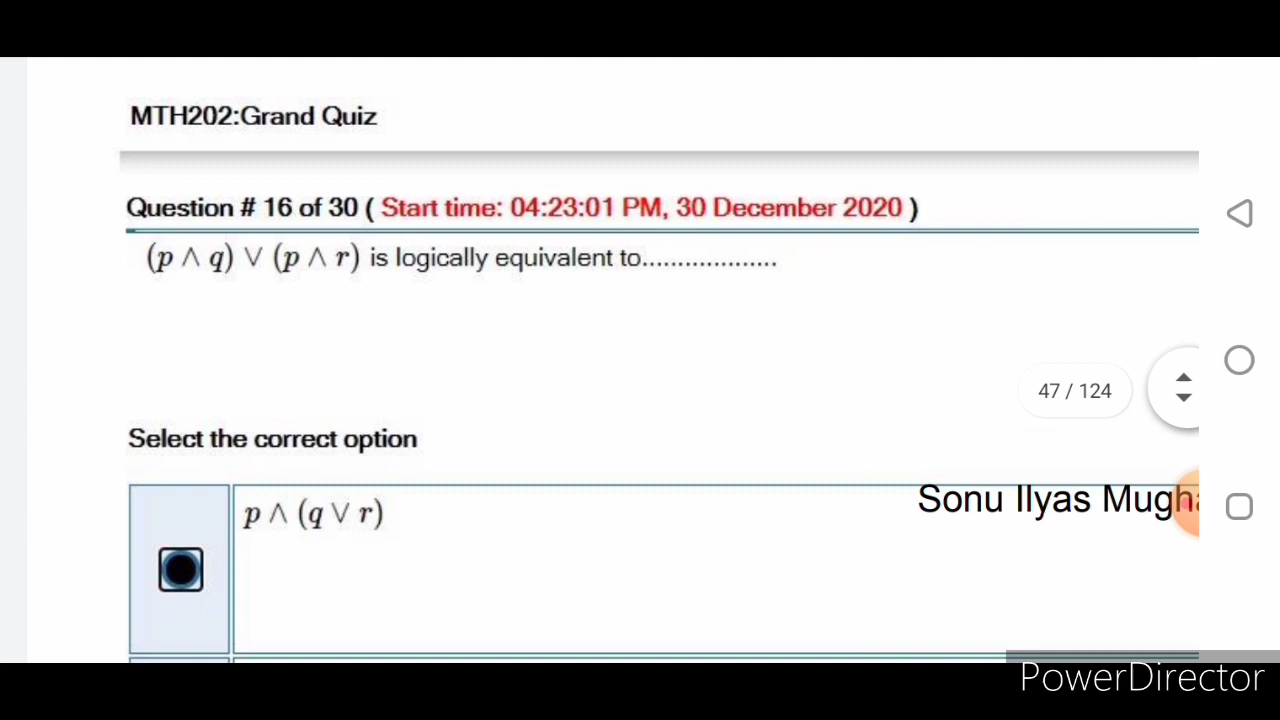 MTH202:Grand Quiz
Question # 16 of 30 ( Start time: 04:23:01 PM, 30 December 2020 )
(p ∧ q) ∨ (p ∧ r) is logically equivalent to...................
47 / 124
Select the correct option
p ∧ (q ∨ r)
Sonu Ilyas
PowerDirector